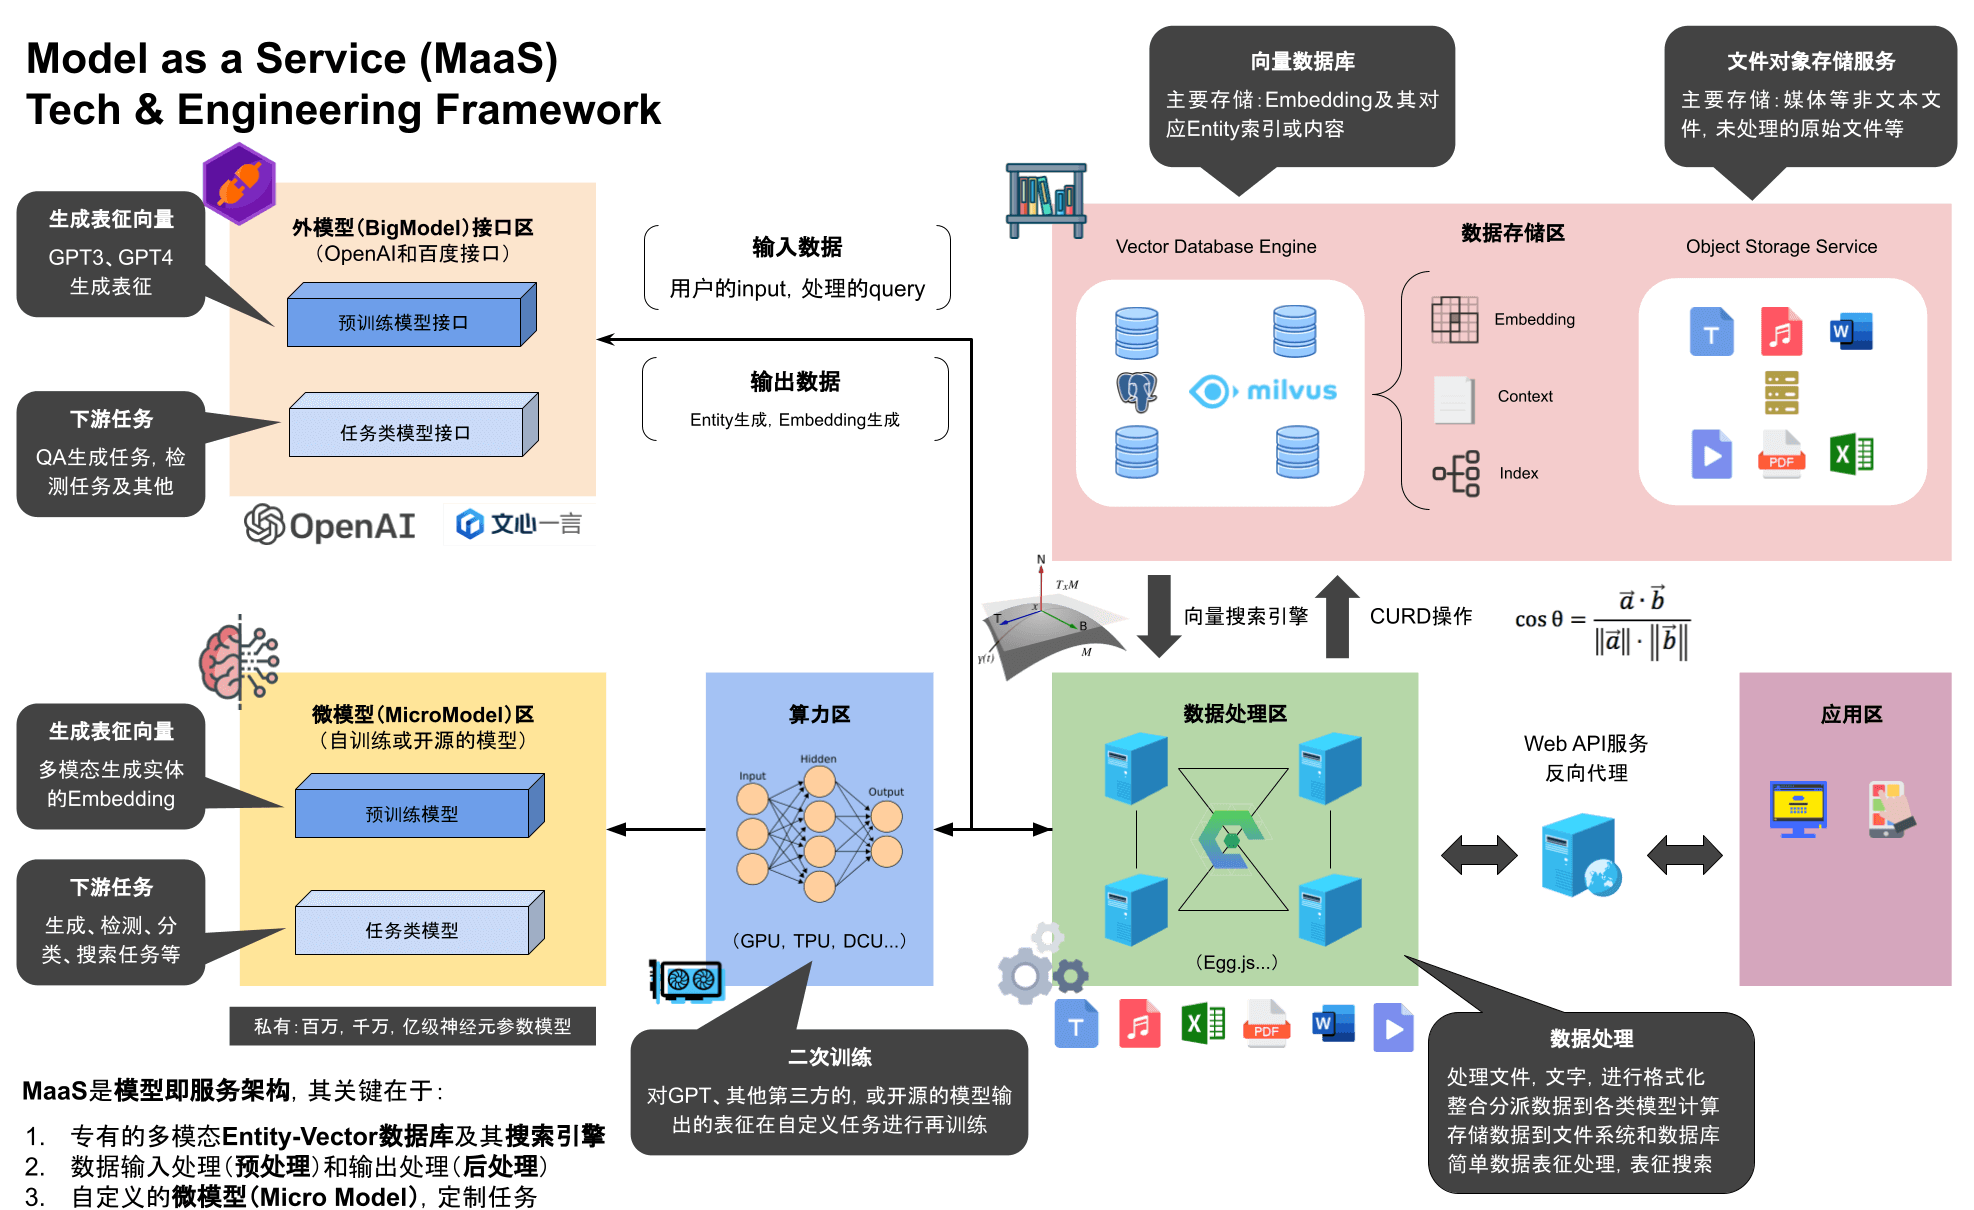 Model as a Service (MaaS)
Tech & Engineering Framework
向量数据库
主要存储：Embedding及其对
应Entity索引或内容
文件对象存储服务
主要存储：媒体等非文本文
件，未处理的原始文件等
生成表征向量
GPT3、GPT4
生成表征
外模型（BigModel）接口区
（OpenAI和百度接口）
预训练模型接口
下游任务
QA生成任务，检
测任务及其他
任务类模型接口
OpenAI
文心一言
输入数据
用户的input，处理的query
输出数据
Entity生成，Embedding生成
数据存储区
Vector Database Engine
Object Storage Service
milvus
Embedding
Context
Index
T
W
PDF
X
N
TxM
x
T
B
γ(t)
M
向量搜索引擎
CURD操作
cos θ = a⃗ · b⃗ / ‖a⃗‖ · ‖b⃗‖
生成表征向量
多模态生成实体
的Embedding
微模型（MicroModel）区
（自训练或开源的模型）
预训练模型
下游任务
生成、检测、分
类、搜索任务等
任务类模型
私有：百万，千万，亿级神经元参数模型
算力区
Hidden
Input
Output
（GPU，TPU，DCU...）
二次训练
对GPT、其他第三方的，或开源的模型输
出的表征在自定义任务进行再训练
数据处理区
（Egg.js...）
T
X
PDF
W
Web API服务
反向代理
应用区
数据处理
处理文件，文字，进行格式化
整合分派数据到各类模型计算
存储数据到文件系统和数据库
简单数据表征处理，表征搜索
MaaS是模型即服务架构，其关键在于：
1. 专有的多模态Entity-Vector数据库及其搜索引擎
2. 数据输入处理（预处理）和输出处理（后处理）
3. 自定义的微模型（Micro Model），定制任务